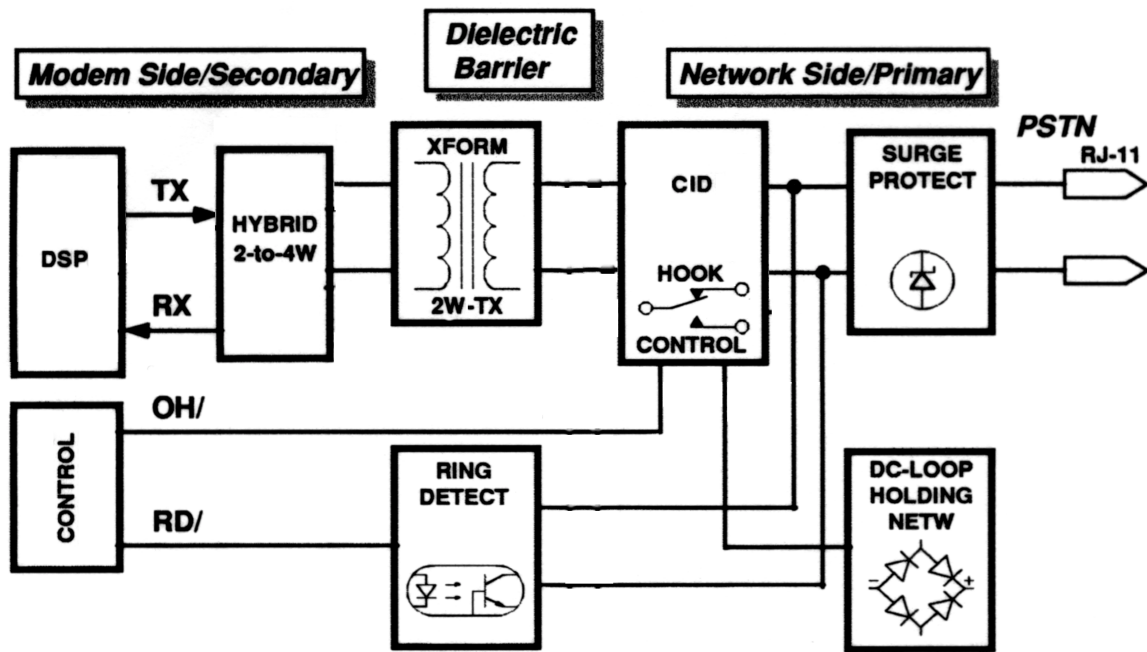 Dielectric
Barrier
Modem Side/Secondary
Network Side/Primary
PSTN
RJ-11
XFORM
SURGE
PROTECT
TX
CID
HYBRID
2-to-4W
DSP
HOOK
RX
2W-TX
CONTROL
OH/
CONTROL
RING
DETECT
DC-LOOP
HOLDING
NETW
RD/
- +